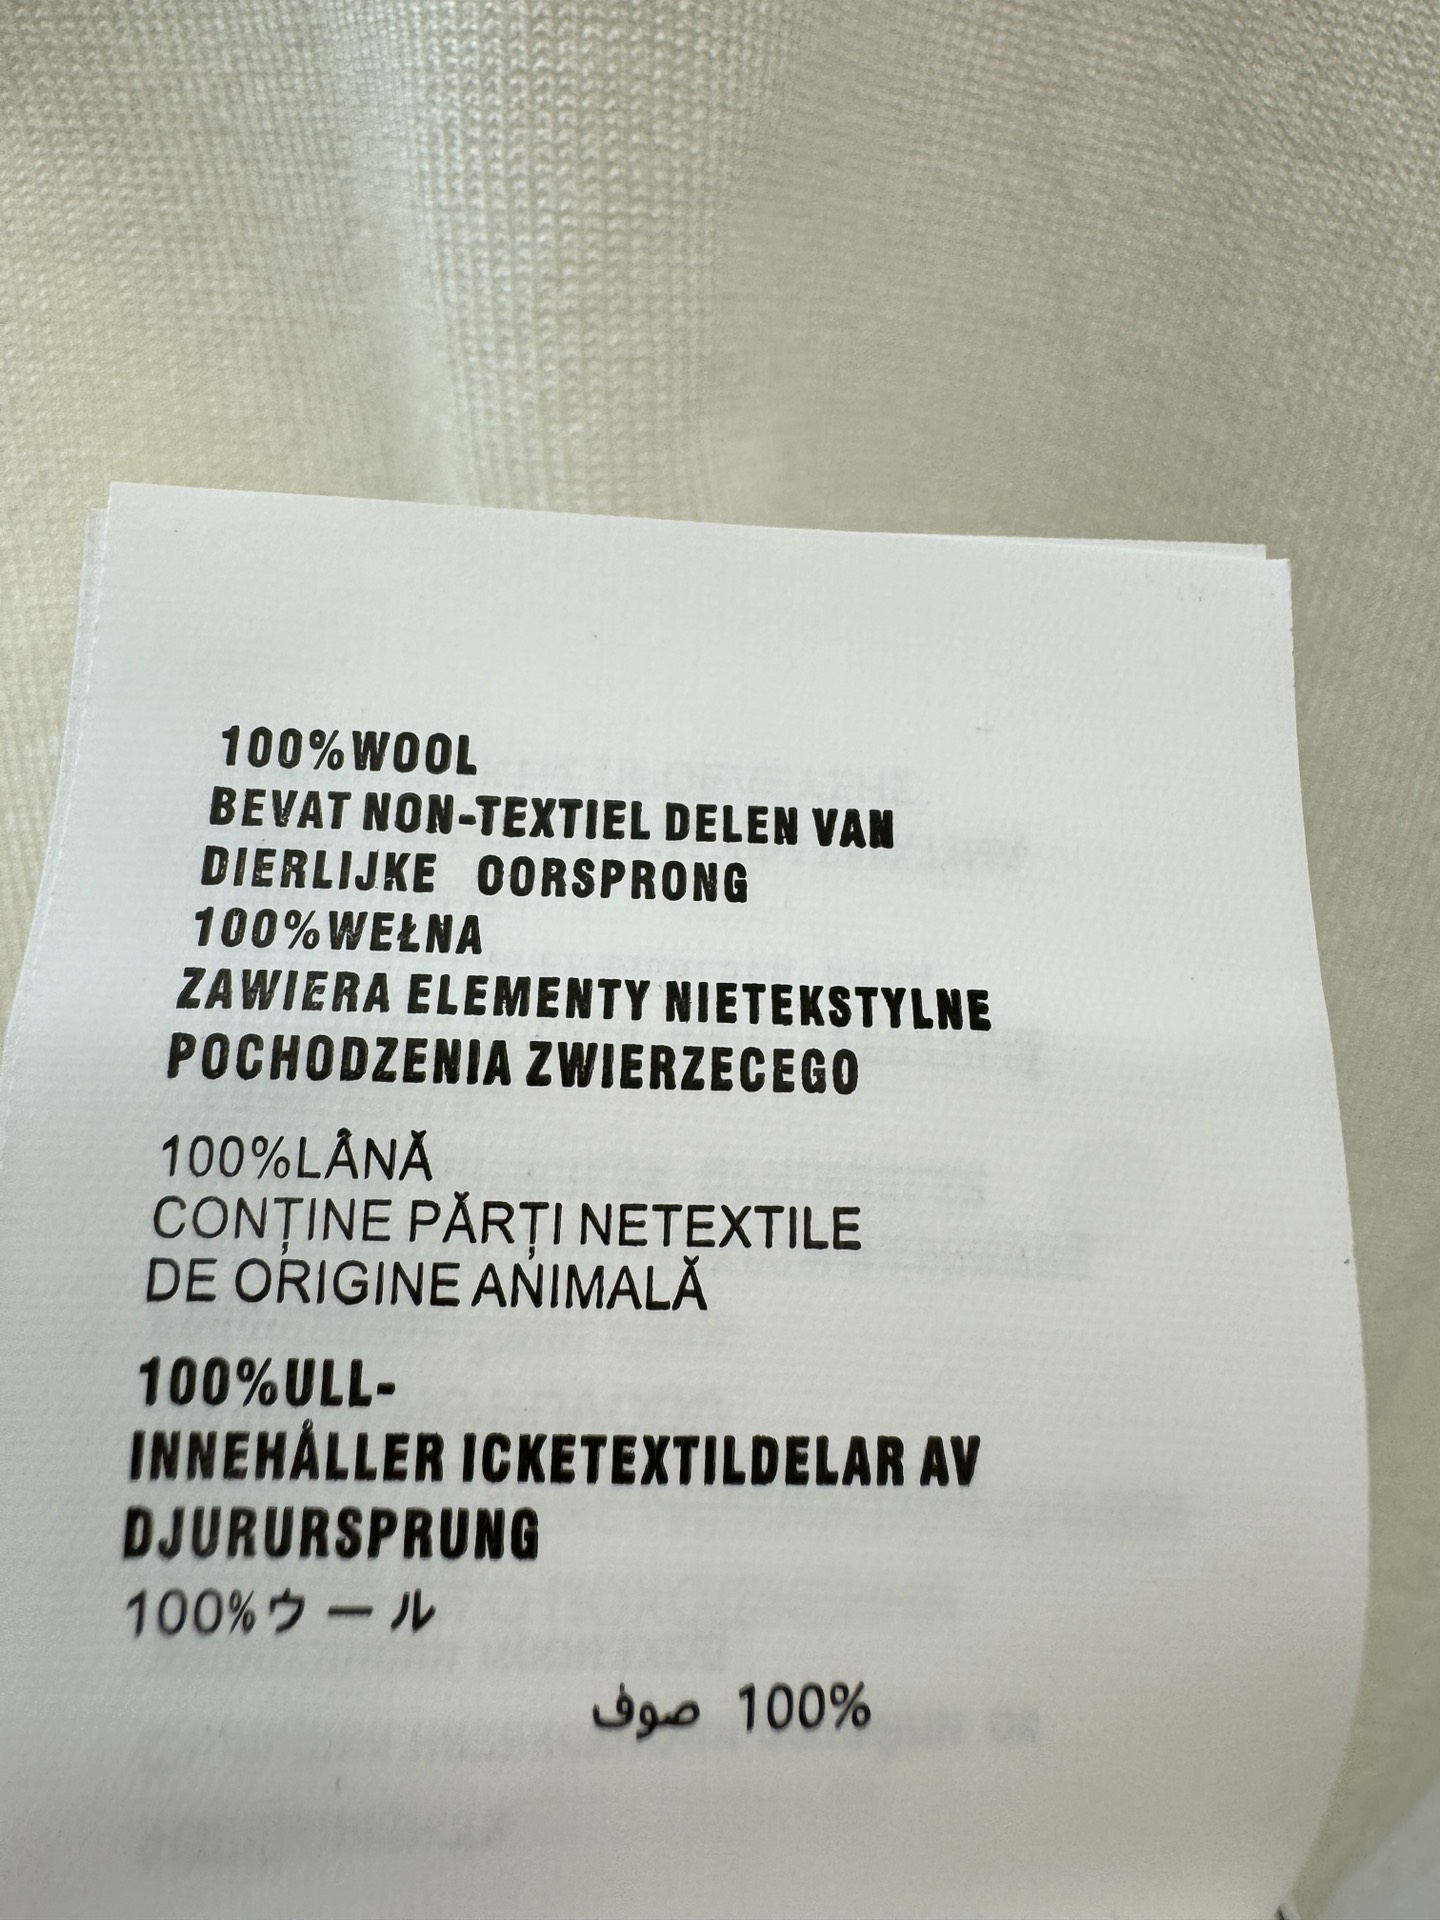 100%WOOL
BEVAT NON-TEXTIEL DELEN VAN
DIERLIJKE OORSPRONG
100%WEŁNA
ZAWIERA ELEMENTY NIETEKSTYLNE
POCHODZENIA ZWIERZECEGO
100%LÂNĂ
CONȚINE PĂRȚI NETEXTILE
DE ORIGINE ANIMALĂ
100%ULL-
INNEHÅLLER ICKETEXTILDELAR AV
DJURURSPRUNG
100%ウール
100% صوف